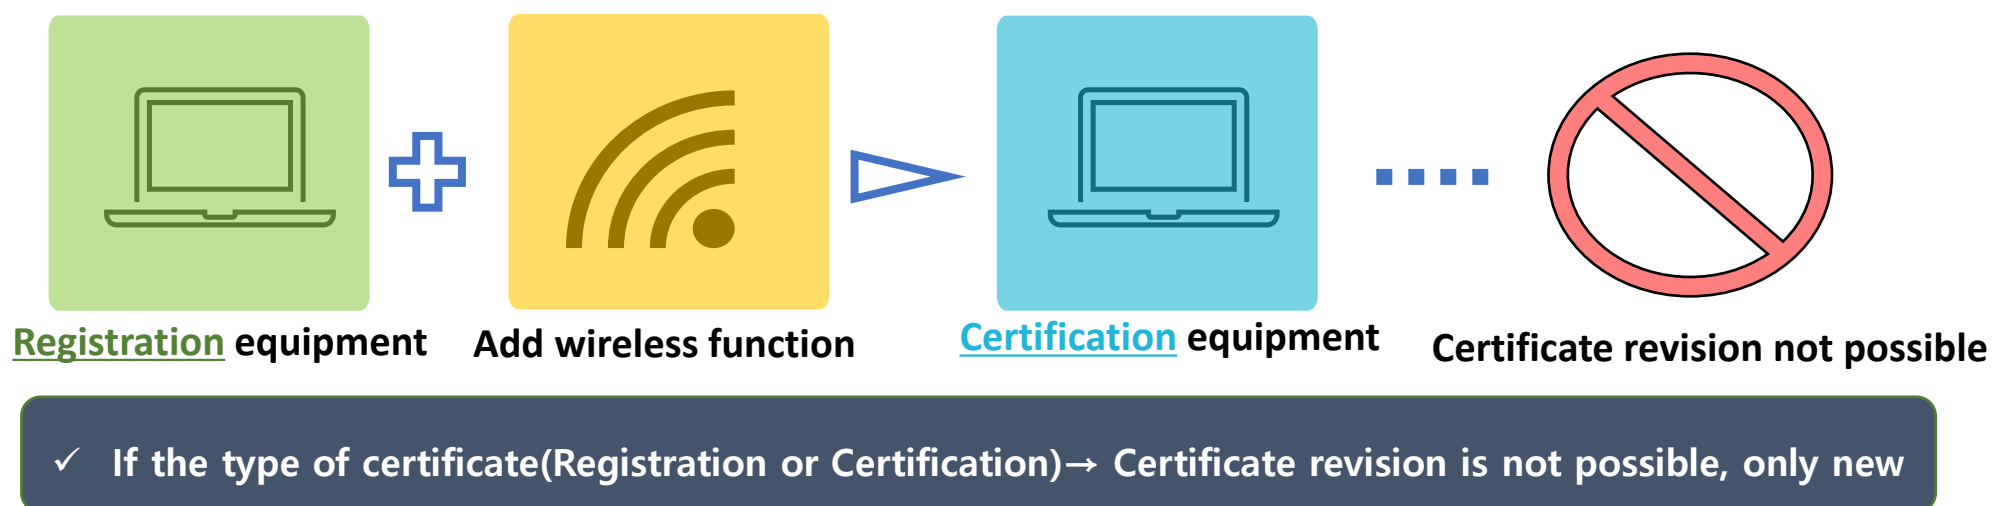 Registration equipment
Add wireless function
Certification equipment
Certificate revision not possible
✓ If the type of certificate(Registration or Certification)→ Certificate revision is not possible, only new